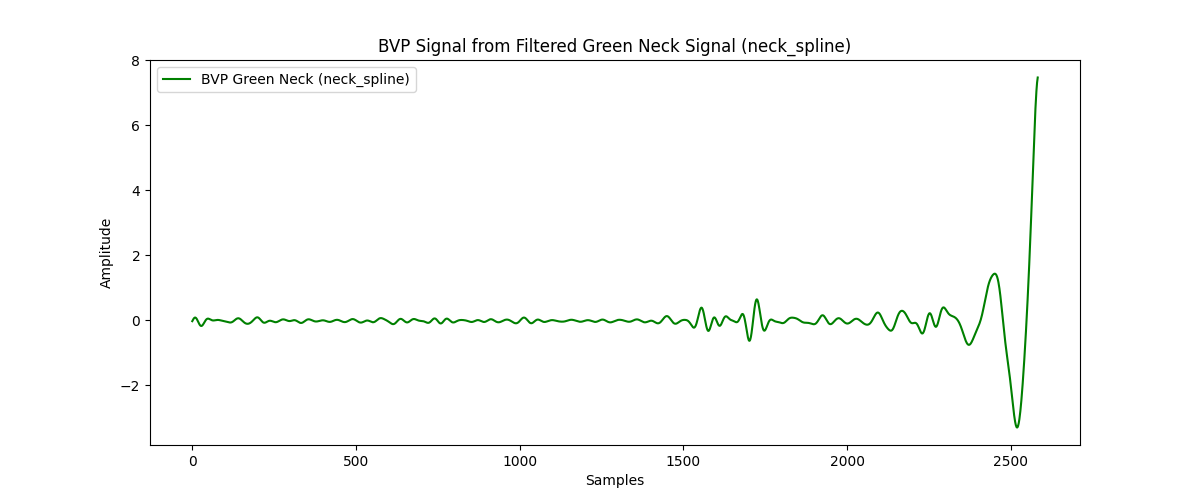 BVP Signal from Filtered Green Neck Signal (neck_spline)
BVP Green Neck (neck_spline)
8
6
4
2
0
−2
Amplitude
0 500 1000 1500 2000 2500
Samples